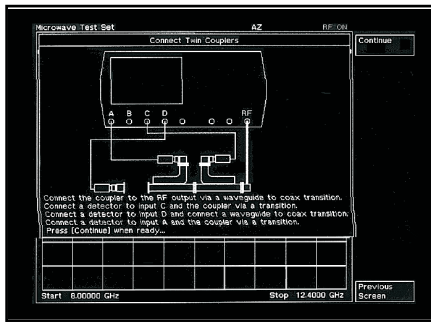 Microwave Test Set AZ RF ON
Connect Twin Couplers
Continue
A B C D RF
Connect the coupler to the RF output via a waveguide to coax transition.
Connect a detector to input C and the coupler via a transition.
Connect a detector to input D and connect a waveguide to coax transition.
Connect a detector to input A and the coupler via a transition.
Press [Continue] when ready...
Start 8.00000 GHz Stop 12.4000 GHz
Previous
Screen